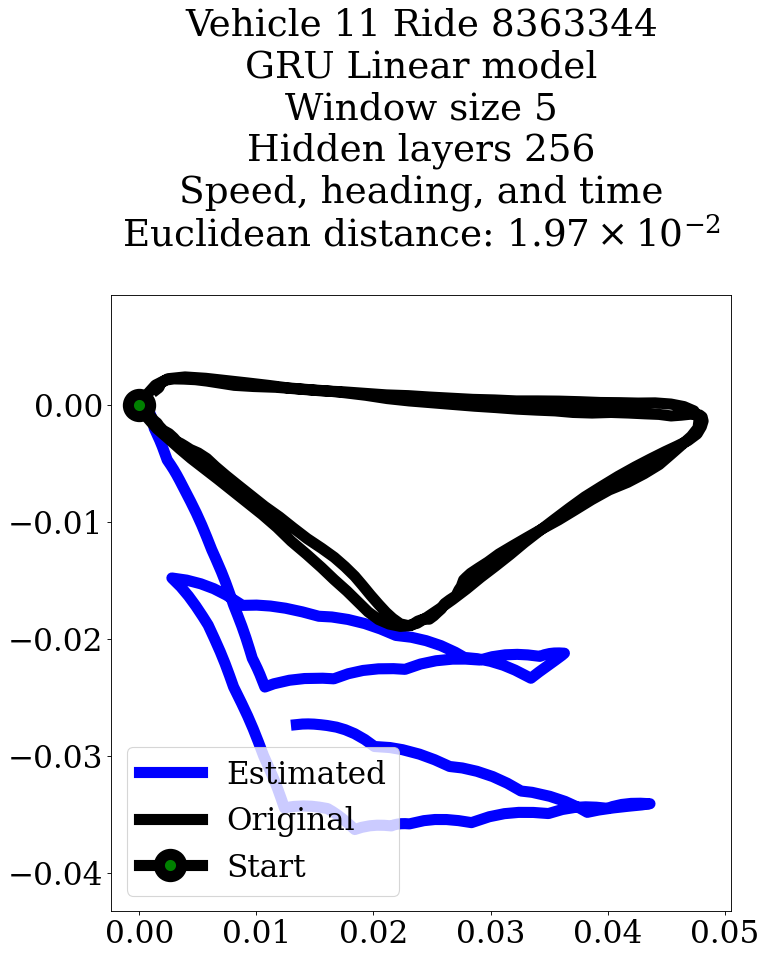 Vehicle 11 Ride 8363344
GRU Linear model
Window size 5
Hidden layers 256
Speed, heading, and time
Euclidean distance: 1.97 × 10⁻²
0.00
−0.01
−0.02
−0.03
−0.04
Estimated
Original
Start
0.00 0.01 0.02 0.03 0.04 0.05